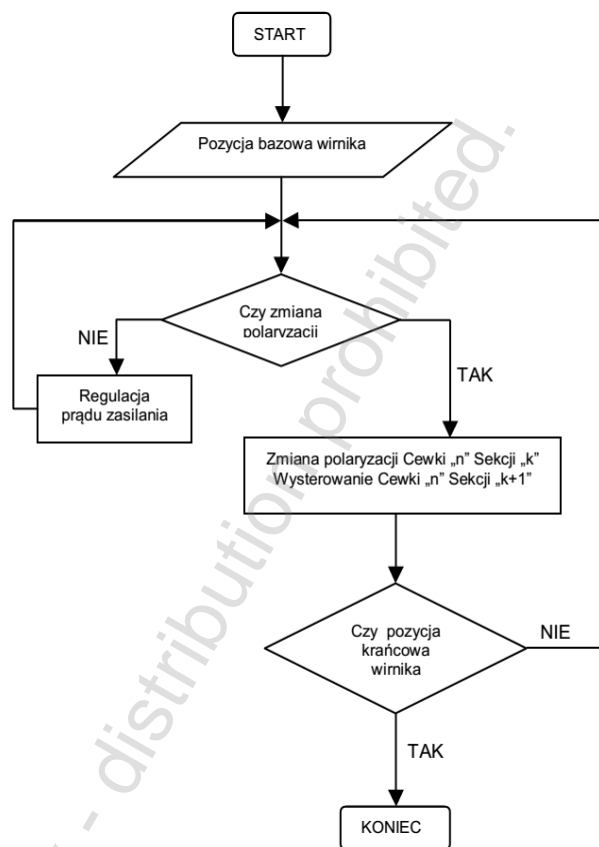 START
Pozycja bazowa wirnika
Czy zmiana
polaryzacji
NIE
TAK
Regulacja
prądu zasilania
Zmiana polaryzacji Cewki „n” Sekcji „k”
Wysterowanie Cewki „n” Sekcji „k+1”
Czy pozycja
krańcowa
wirnika
NIE
TAK
KONIEC
- distribution prohibited.